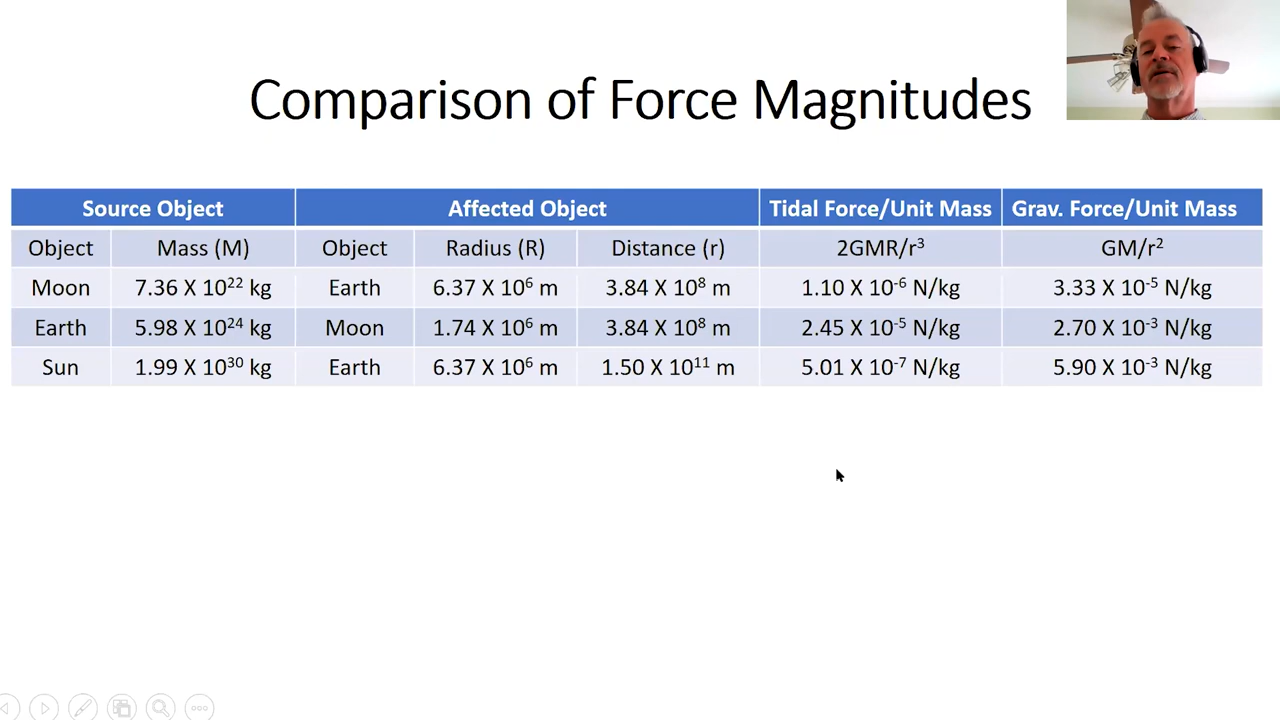 Comparison of Force Magnitudes
Source Object Affected Object Tidal Force/Unit Mass Grav. Force/Unit Mass
Object Mass (M) Object Radius (R) Distance (r) 2GMR/r³ GM/r²
Moon 7.36 X 10²² kg Earth 6.37 X 10⁶ m 3.84 X 10⁸ m 1.10 X 10⁻⁶ N/kg 3.33 X 10⁻⁵ N/kg
Earth 5.98 X 10²⁴ kg Moon 1.74 X 10⁶ m 3.84 X 10⁸ m 2.45 X 10⁻⁵ N/kg 2.70 X 10⁻³ N/kg
Sun 1.99 X 10³⁰ kg Earth 6.37 X 10⁶ m 1.50 X 10¹¹ m 5.01 X 10⁻⁷ N/kg 5.90 X 10⁻³ N/kg